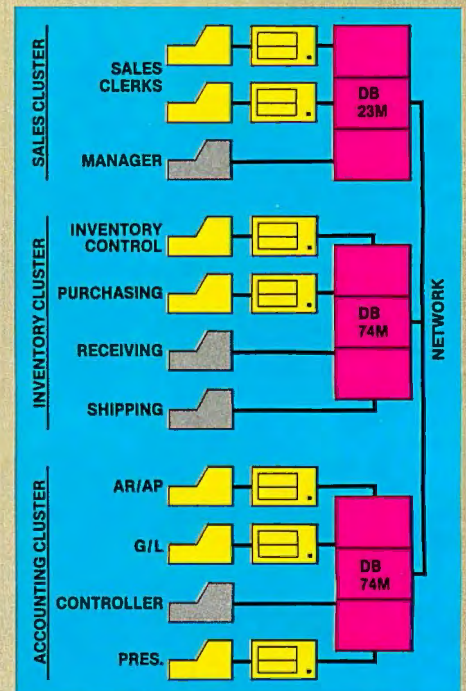 SALES CLUSTER
SALES
CLERKS
MANAGER
DB
23M
INVENTORY CLUSTER
INVENTORY
CONTROL
PURCHASING
RECEIVING
SHIPPING
DB
74M
NETWORK
ACCOUNTING CLUSTER
AR/AP
G/L
CONTROLLER
PRES.
DB
74M